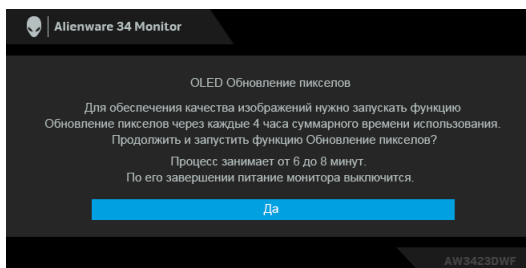 Alienware 34 Monitor
OLED Обновление пикселов
Для обеспечения качества изображений нужно запускать функцию
Обновление пикселов через каждые 4 часа суммарного времени использования.
Продолжить и запустить функцию Обновление пикселов?
Процесс занимает от 6 до 8 минут.
По его завершении питание монитора выключится.
Да
AW3423DWF